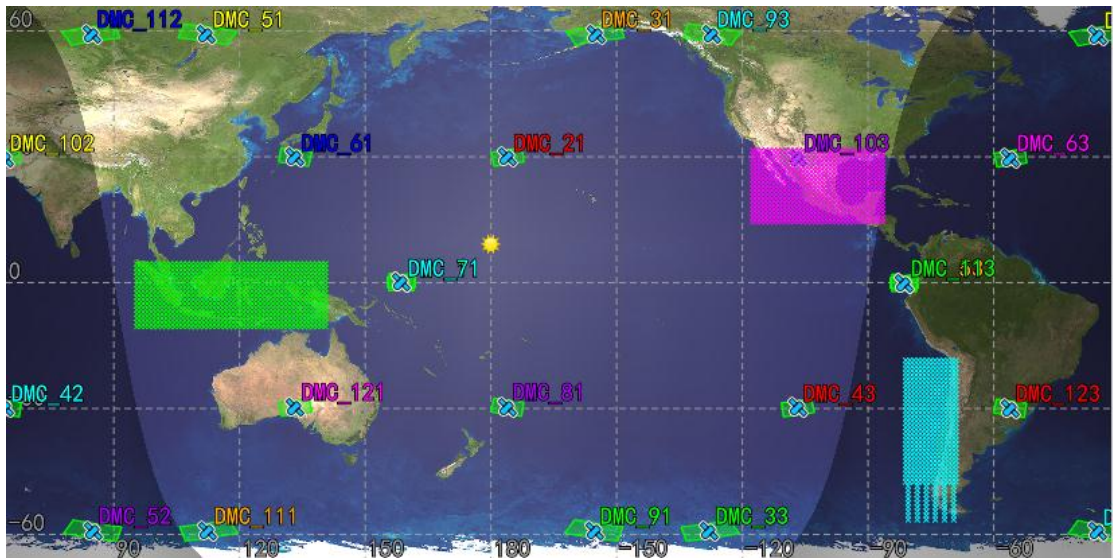 60
DMC_112
DMC_51
DMC_31
DMC_93
DMC_102
DMC_61
DMC_21
DMC_103
DMC_63
0
DMC_71
DMC_42
DMC_121
DMC_81
DMC_43
DMC_123
-60
DMC_52
DMC_111
DMC_91
DMC_33
90
120
150
180
-150
-120
-90
-60